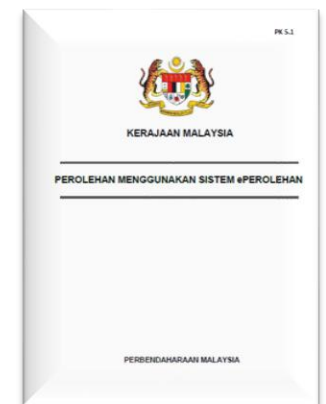 PK 5.1
KERAJAAN MALAYSIA
PEROLEHAN MENGGUNAKAN SISTEM ePEROLEHAN
PERBENDAHARAAN MALAYSIA